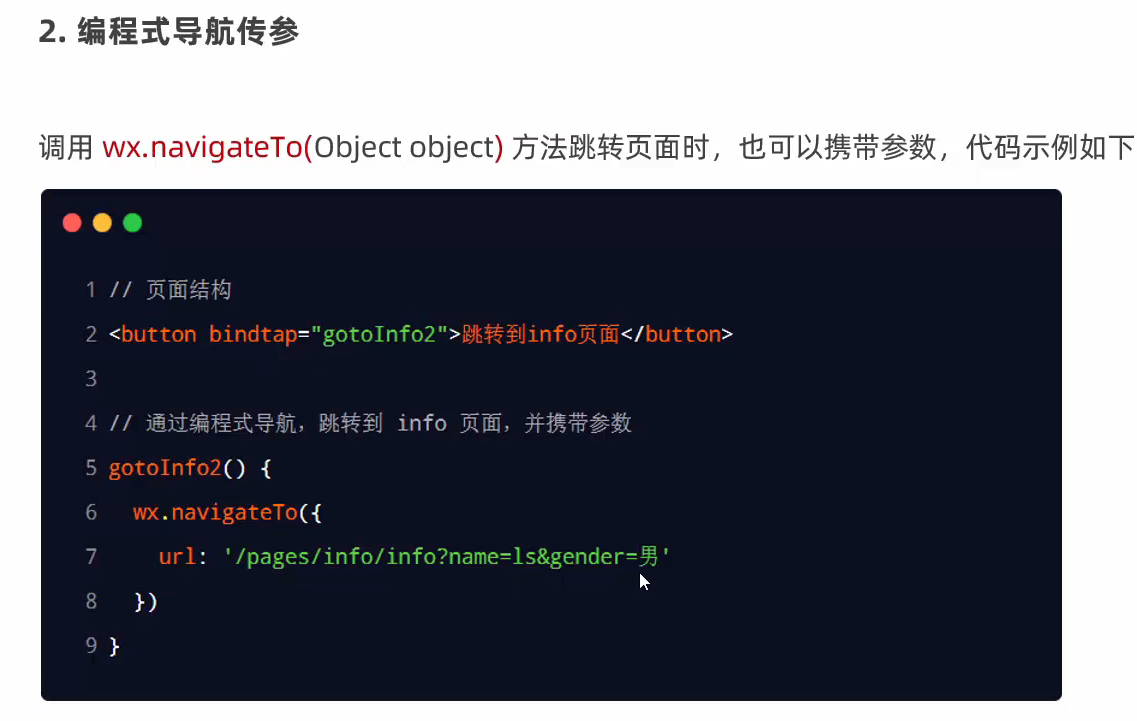 2. 编程式导航传参
调用 wx.navigateTo(Object object) 方法跳转页面时，也可以携带参数，代码示例如下
1 // 页面结构
2 <button bindtap="gotoInfo2">跳转到info页面</button>
3
4 // 通过编程式导航，跳转到 info 页面，并携带参数
5 gotoInfo2() {
6   wx.navigateTo({
7     url: '/pages/info/info?name=ls&gender=男'
8   })
9 }